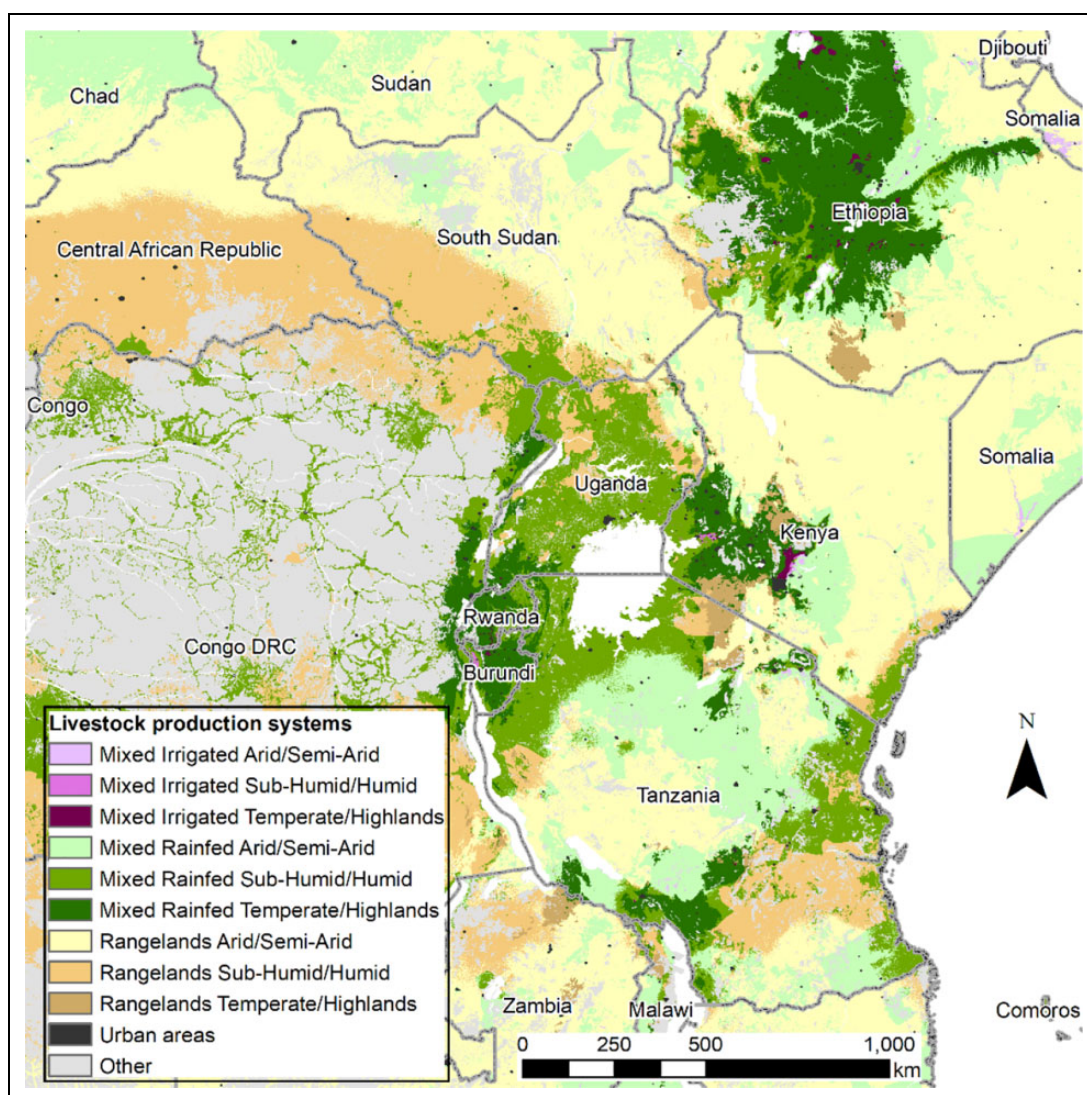 Djibouti
Sudan
Chad
Somalia
Ethiopia
South Sudan
Central African Republic
Congo
Somalia
Uganda
Kenya
Rwanda
Congo DRC
Burundi
Livestock production systems
Mixed Irrigated Arid/Semi-Arid
Mixed Irrigated Sub-Humid/Humid
Mixed Irrigated Temperate/Highlands
Mixed Rainfed Arid/Semi-Arid
Mixed Rainfed Sub-Humid/Humid
Mixed Rainfed Temperate/Highlands
Rangelands Arid/Semi-Arid
Rangelands Sub-Humid/Humid
Rangelands Temperate/Highlands
Urban areas
Other
N
Tanzania
Zambia
Malawi
Comoros
0 250 500 1,000
km